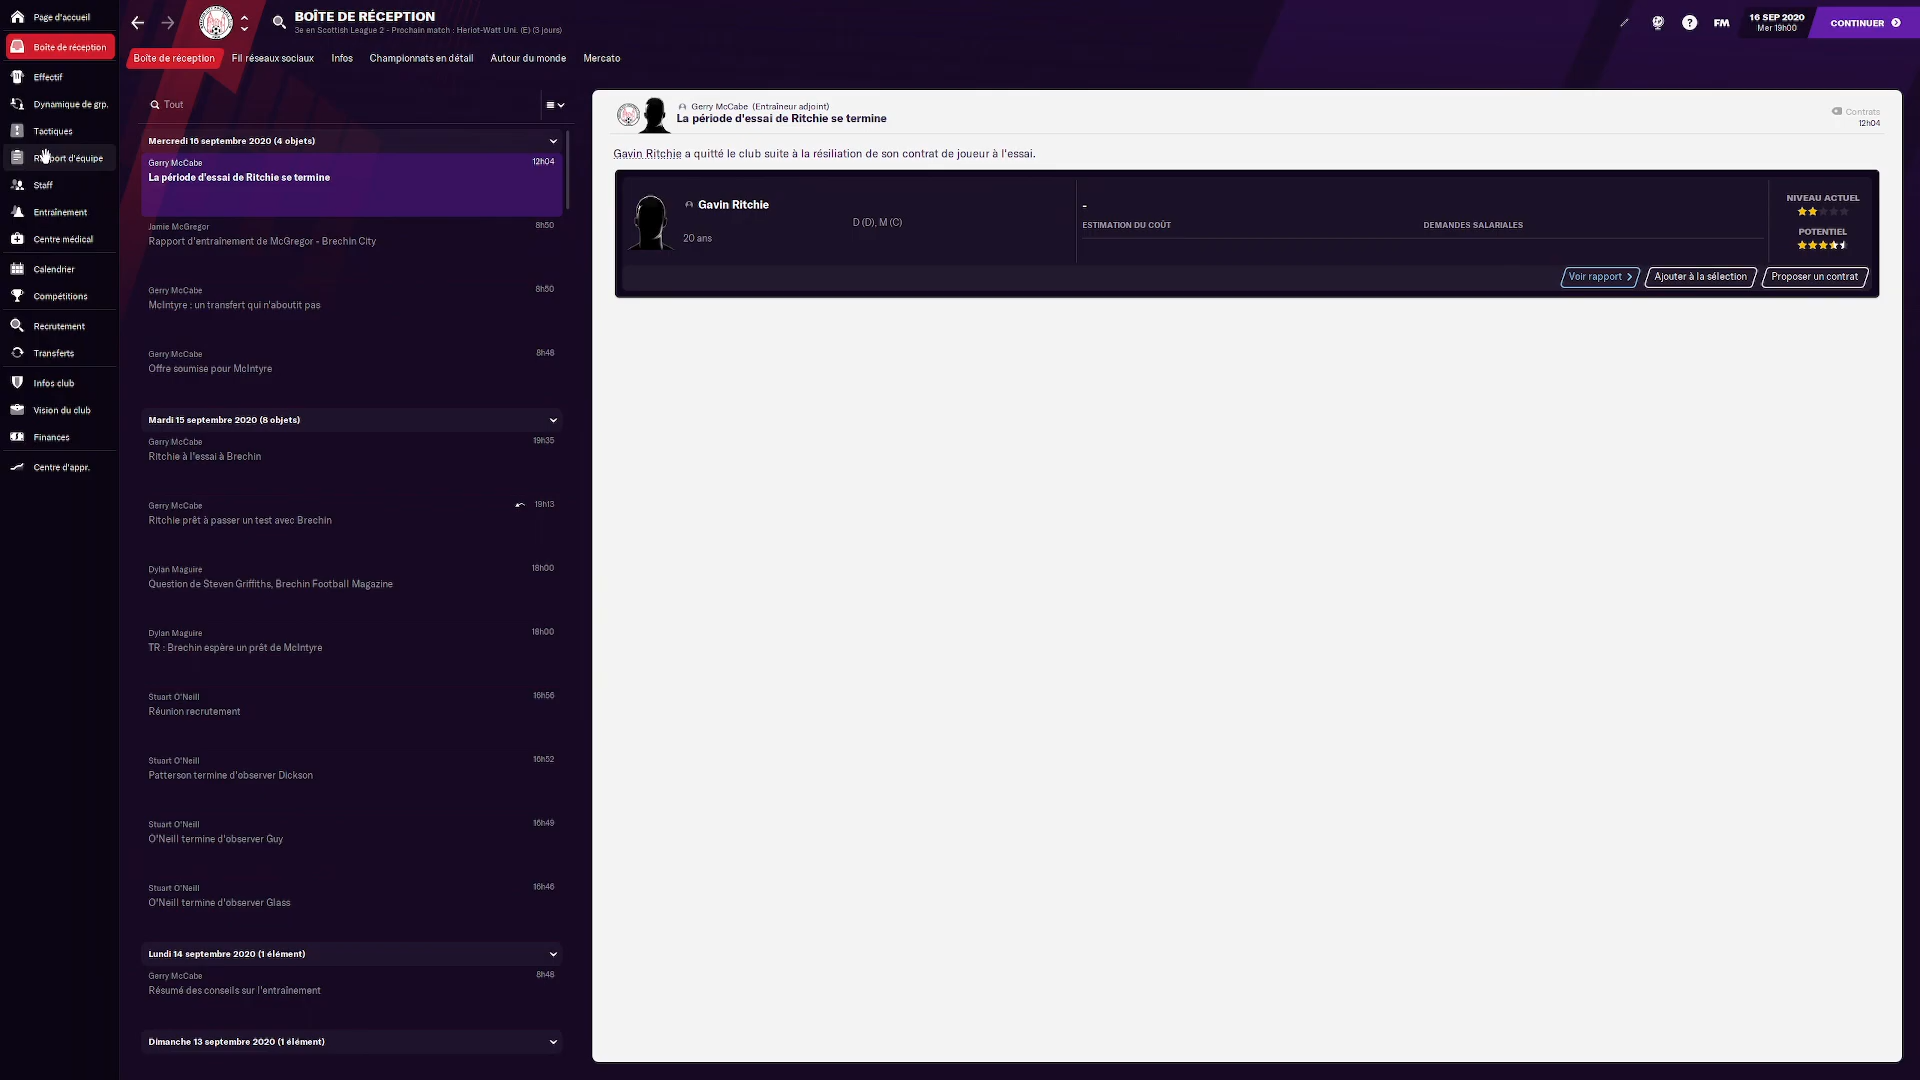 Page d'accueil
Boîte de réception
Effectif
Dynamique de grp.
Tactiques
Rapport d'équipe
Staff
Entraînement
Centre médical
Calendrier
Compétitions
Recrutement
Transferts
Infos club
Vision du club
Finances
Centre d'appr.
BOÎTE DE RÉCEPTION
3e en Scottish League 2 - Prochain match : Heriot-Watt Uni. (E) (3 jours)
FM
16 SEP 2020
Mer 19h00
CONTINUER
Boîte de réception Fil réseaux sociaux Infos Championnats en détail Autour du monde Mercato
Tout
Mercredi 16 septembre 2020 (4 objets)
Gerry McCabe 12h04
La période d'essai de Ritchie se termine
Jamie McGregor 8h50
Rapport d'entraînement de McGregor - Brechin City
Gerry McCabe 8h50
McIntyre : un transfert qui n'aboutit pas
Gerry McCabe 8h48
Offre soumise pour McIntyre
Mardi 15 septembre 2020 (8 objets)
Gerry McCabe 19h35
Ritchie à l'essai à Brechin
Gerry McCabe 19h13
Ritchie prêt à passer un test avec Brechin
Dylan Maguire 18h00
Question de Steven Griffiths, Brechin Football Magazine
Dylan Maguire 18h00
TR : Brechin espère un prêt de McIntyre
Stuart O'Neill 16h56
Réunion recrutement
Stuart O'Neill 16h52
Patterson termine d'observer Dickson
Stuart O'Neill 16h49
O'Neill termine d'observer Guy
Stuart O'Neill 16h46
O'Neill termine d'observer Glass
Lundi 14 septembre 2020 (1 élément)
Gerry McCabe 8h48
Résumé des conseils sur l'entraînement
Dimanche 13 septembre 2020 (1 élément)
Gerry McCabe (Entraîneur adjoint)
La période d'essai de Ritchie se termine
Contrats
12h04
Gavin Ritchie a quitté le club suite à la résiliation de son contrat de joueur à l'essai.
Gavin Ritchie
20 ans
D (D), M (C)
-
ESTIMATION DU COÛT
DEMANDES SALARIALES
NIVEAU ACTUEL
POTENTIEL
Voir rapport Ajouter à la sélection Proposer un contrat